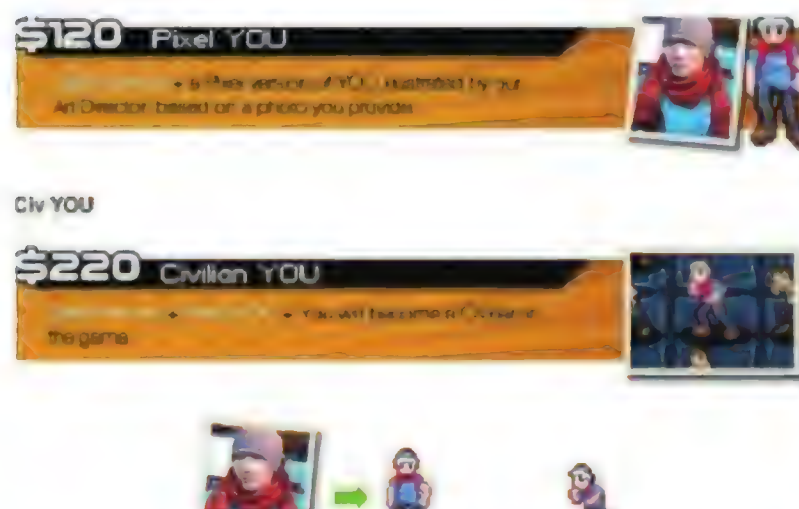 $120 Pixel YOU
+ a Pixel version of YOU, illustrated by our
Art Director, based on a photo you provide.
Civ YOU
$220 Civilian YOU
+ + You will become a Civilian in
the game